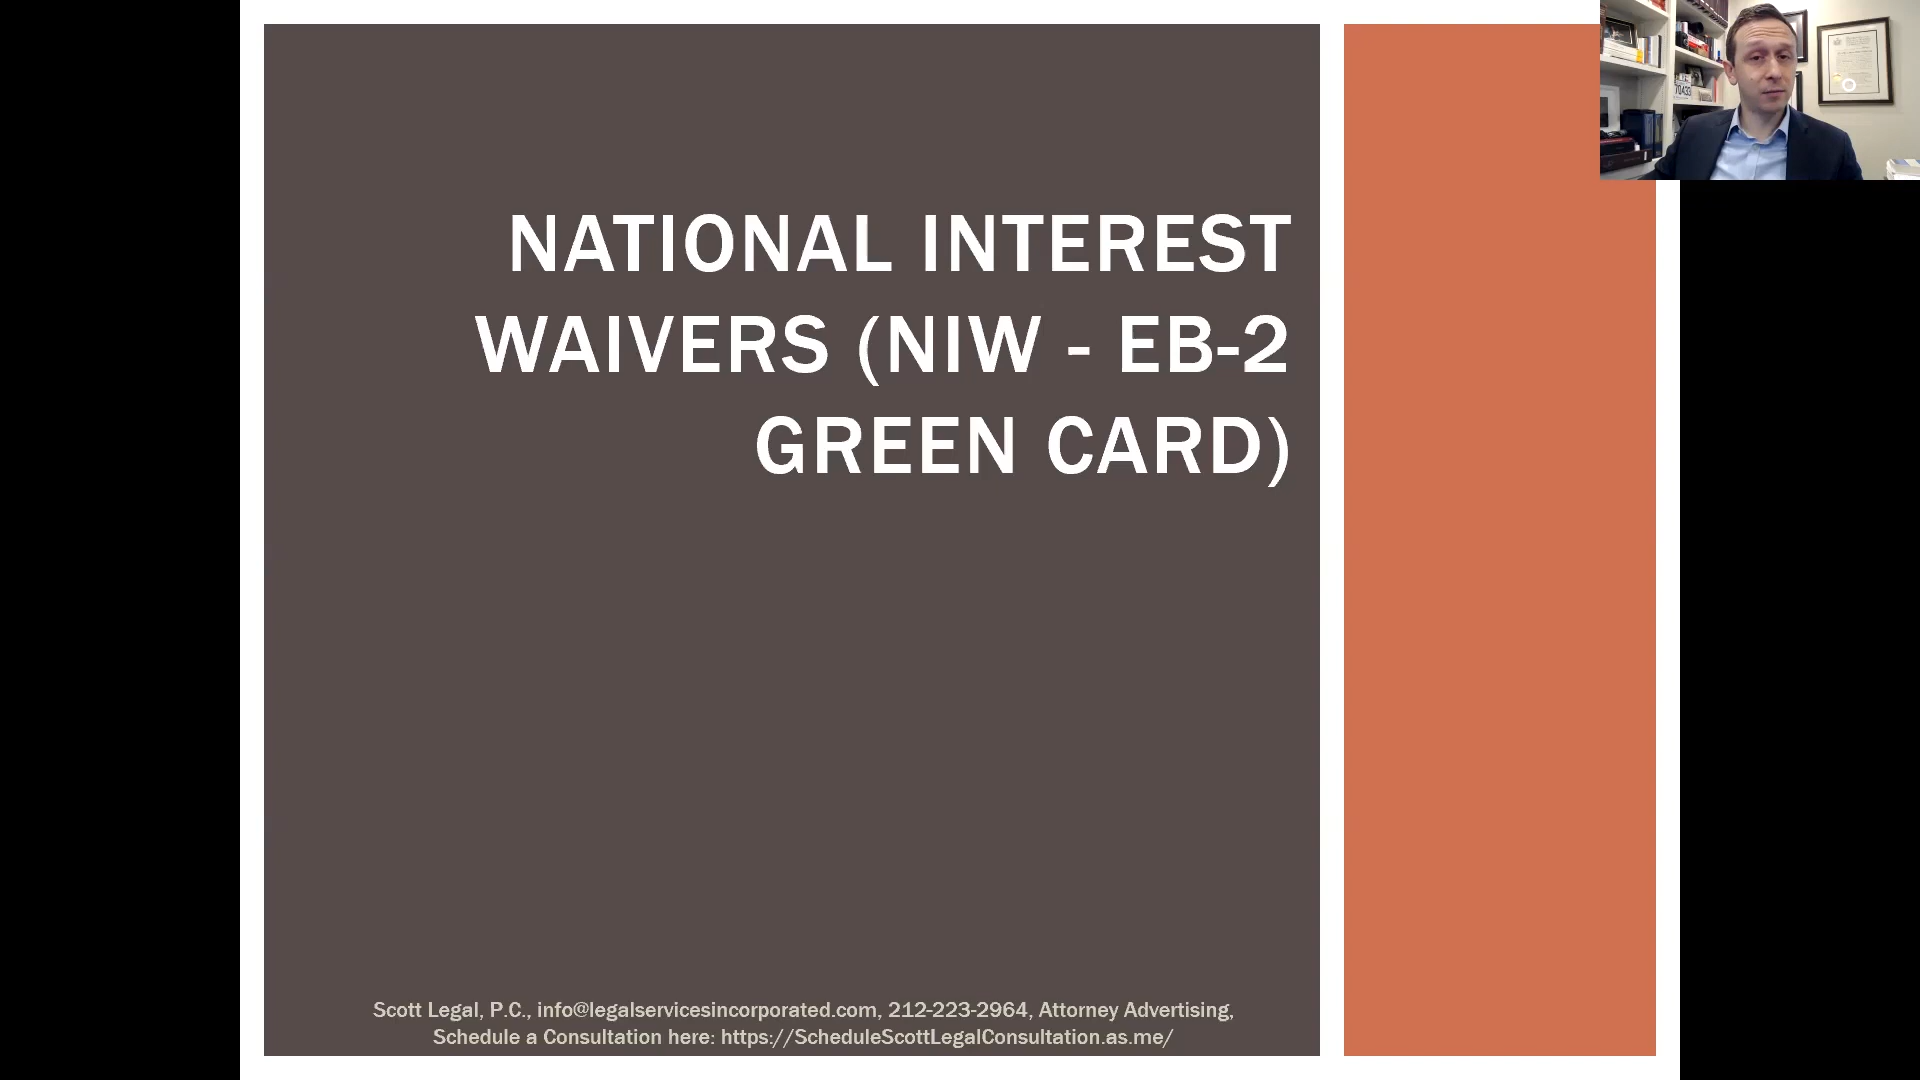 NATIONAL INTEREST
WAIVERS (NIW - EB-2
GREEN CARD)
Scott Legal, P.C., info@legalservicesincorporated.com, 212-223-2964, Attorney Advertising,
Schedule a Consultation here: https://ScheduleScottLegalConsultation.as.me/